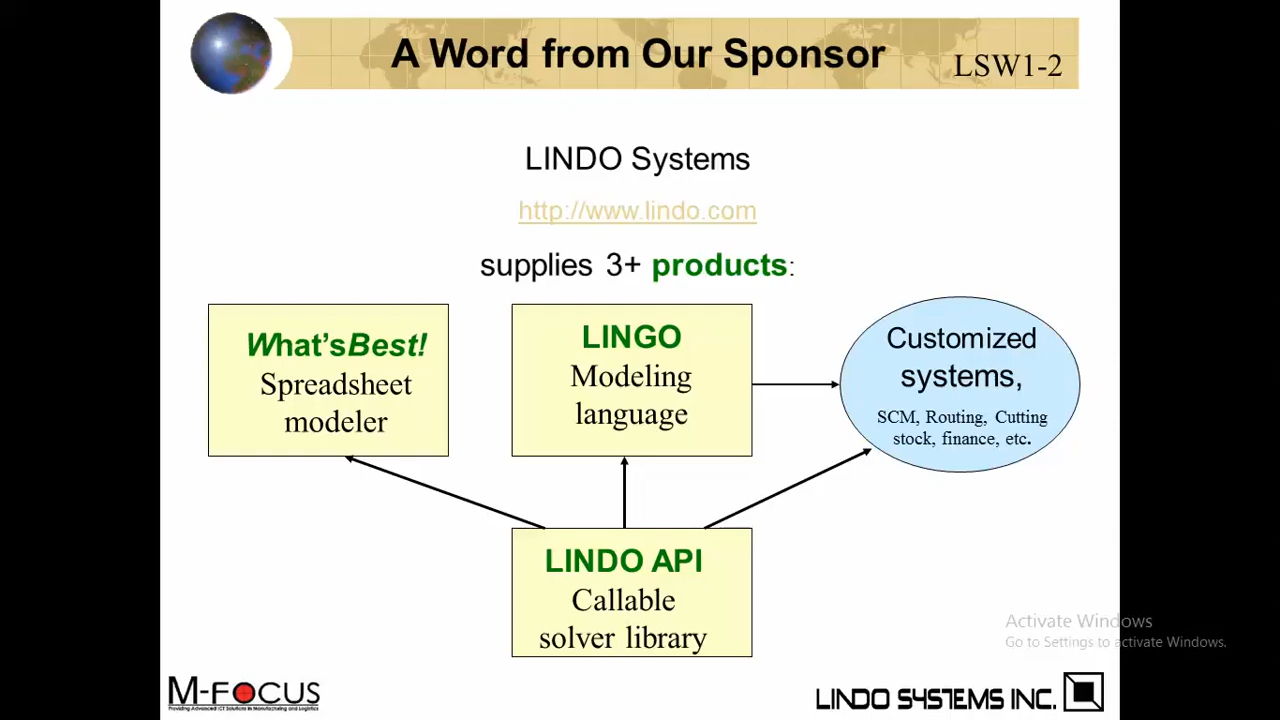 A Word from Our Sponsor
LSW1-2
LINDO Systems
http://www.lindo.com
supplies 3+ products:
What'sBest!
Spreadsheet
modeler
LINGO
Modeling
language
Customized
systems,
SCM, Routing, Cutting
stock, finance, etc.
LINDO API
Callable
solver library
Activate Windows
Go to Settings to activate Windows.
M-FOCUS
Providing Advanced ICT Solutions in Manufacturing and Logistics
LINDO SYSTEMS INC.